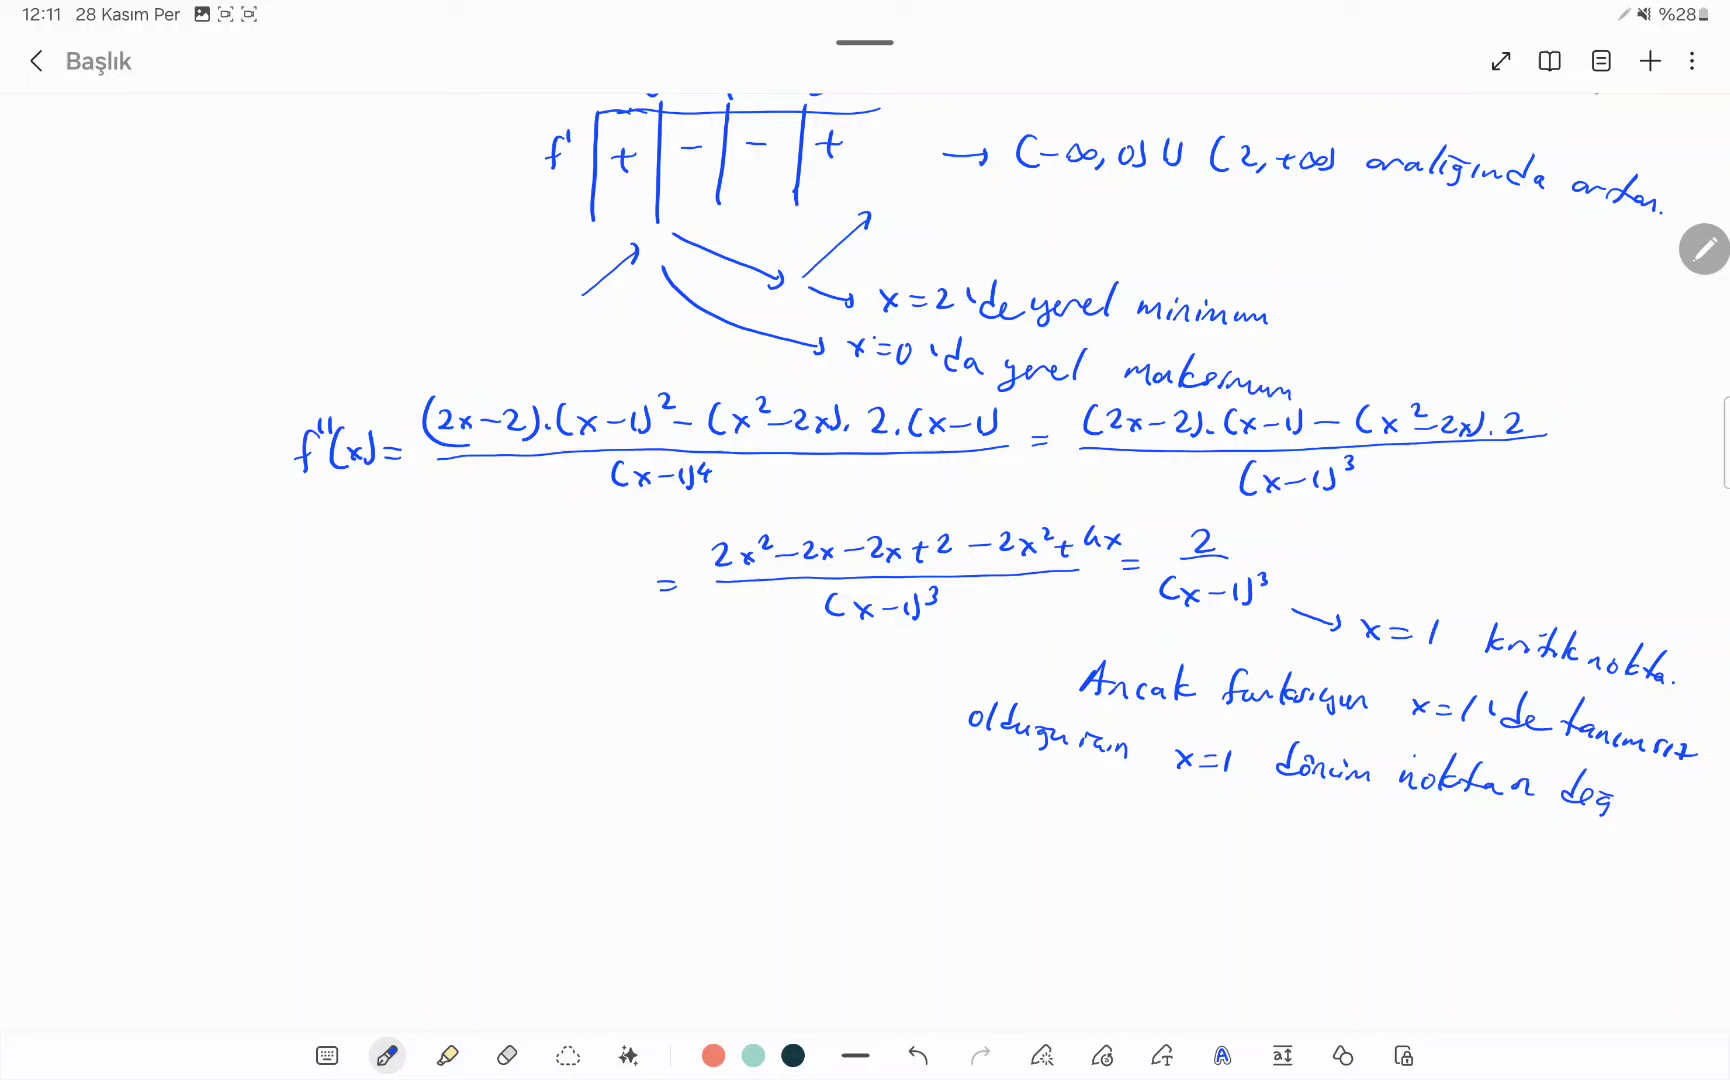 12:11 28 Kasım Per %28
Başlık
f' + - - + → (-∞, 0) ∪ (2, +∞) aralığında artan.
x=2'de yerel minimum
x=0'da yerel maksimum
f''(x) = ((2x-2).(x-1)² - (x²-2x). 2.(x-1))/(x-1)⁴ = ((2x-2).(x-1) - (x²-2x).2)/(x-1)³
= (2x²-2x-2x+2-2x²+4x)/(x-1)³ = 2/(x-1)³
→ x=1 kritik nokta.
Ancak fonksiyon x=1'de tanımsız
olduğu için x=1 dönüm noktası değ